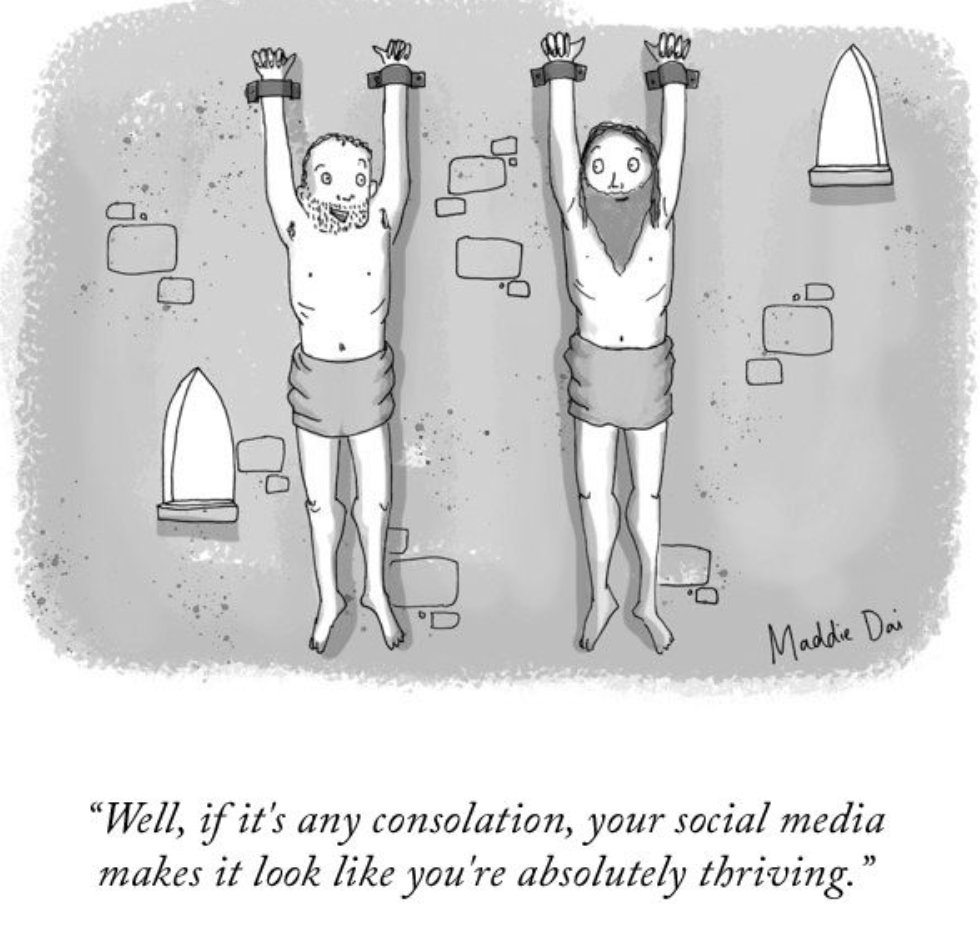 Maddie Dai
“Well, if it's any consolation, your social media
makes it look like you're absolutely thriving.”